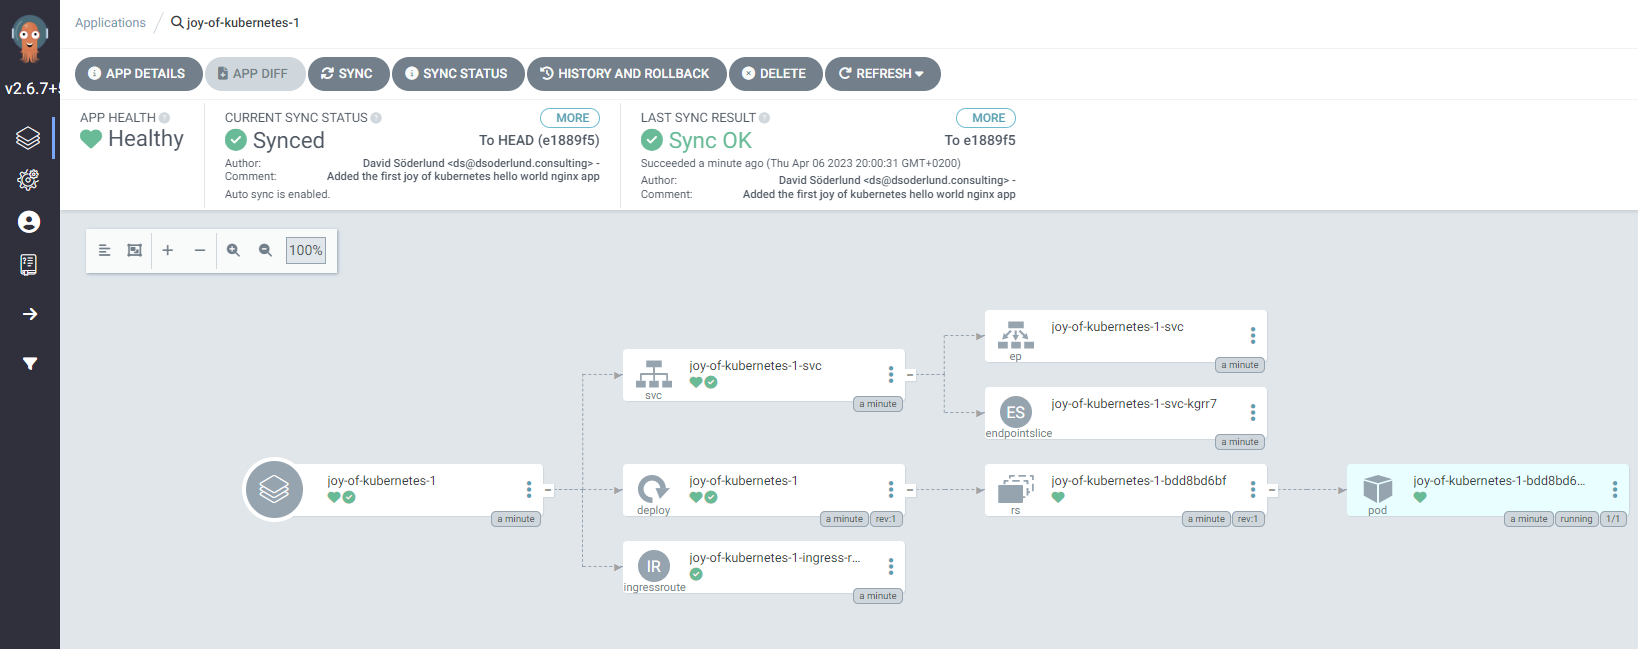 Applications / joy-of-kubernetes-1
v2.6.7+5
APP DETAILS APP DIFF SYNC SYNC STATUS HISTORY AND ROLLBACK DELETE REFRESH
APP HEALTH
Healthy
CURRENT SYNC STATUS MORE
Synced To HEAD (e1889f5)
Author: David Söderlund <ds@dsoderlund.consulting> -
Comment: Added the first joy of kubernetes hello world nginx app
Auto sync is enabled.
LAST SYNC RESULT MORE
Sync OK To e1889f5
Succeeded a minute ago (Thu Apr 06 2023 20:00:31 GMT+0200)
Author: David Söderlund <ds@dsoderlund.consulting> -
Comment: Added the first joy of kubernetes hello world nginx app
100%
joy-of-kubernetes-1
a minute
joy-of-kubernetes-1-svc
svc
a minute
joy-of-kubernetes-1
deploy
a minute rev:1
IR
joy-of-kubernetes-1-ingress-r...
ingressroute
a minute
joy-of-kubernetes-1-svc
ep
a minute
ES
joy-of-kubernetes-1-svc-kgrr7
endpointslice
a minute
joy-of-kubernetes-1-bdd8bd6bf
rs
a minute rev:1
joy-of-kubernetes-1-bdd8bd6...
pod
a minute running 1/1